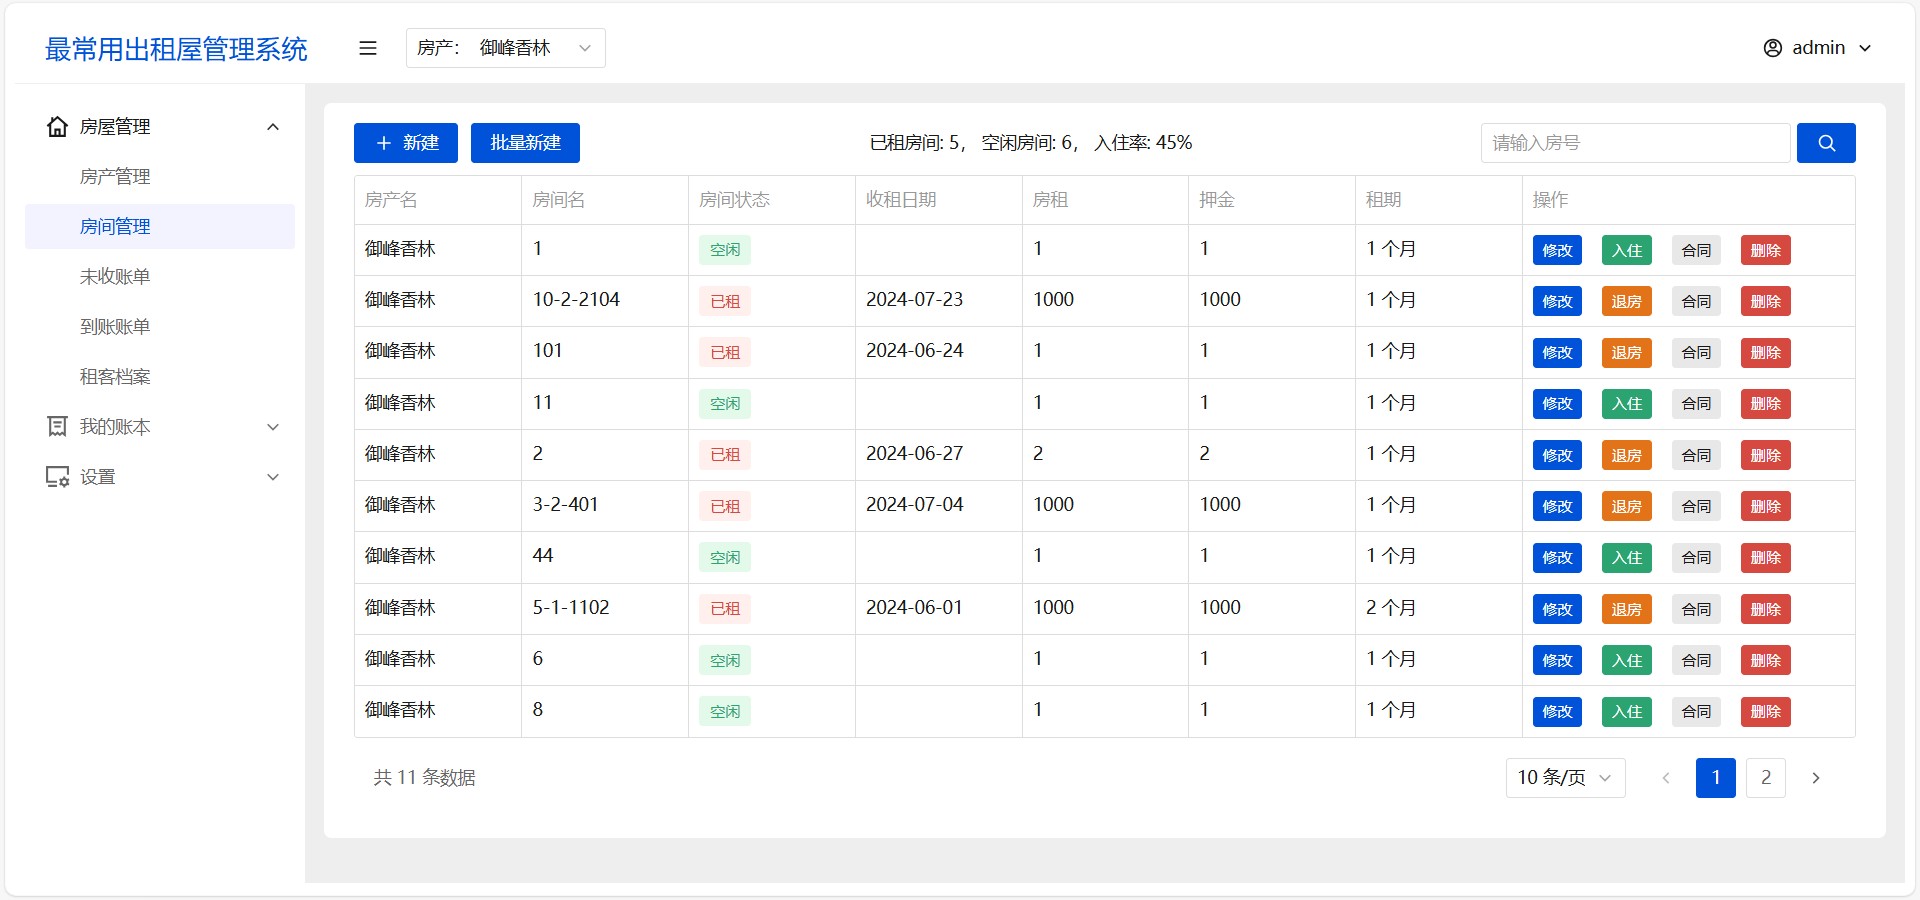 最常用出租屋管理系统
房产： 御峰香林
admin
房屋管理
房产管理
房间管理
未收账单
到账账单
租客档案
我的账本
设置
新建 批量新建 已租房间: 5， 空闲房间: 6， 入住率: 45% 请输入房号
房产名 房间名 房间状态 收租日期 房租 押金 租期 操作
御峰香林 1 空闲 1 1 1 个月 修改 入住 合同 删除
御峰香林 10-2-2104 已租 2024-07-23 1000 1000 1 个月 修改 退房 合同 删除
御峰香林 101 已租 2024-06-24 1 1 1 个月 修改 退房 合同 删除
御峰香林 11 空闲 1 1 1 个月 修改 入住 合同 删除
御峰香林 2 已租 2024-06-27 2 2 1 个月 修改 退房 合同 删除
御峰香林 3-2-401 已租 2024-07-04 1000 1000 1 个月 修改 退房 合同 删除
御峰香林 44 空闲 1 1 1 个月 修改 入住 合同 删除
御峰香林 5-1-1102 已租 2024-06-01 1000 1000 2 个月 修改 退房 合同 删除
御峰香林 6 空闲 1 1 1 个月 修改 入住 合同 删除
御峰香林 8 空闲 1 1 1 个月 修改 入住 合同 删除
共 11 条数据 10 条/页 1 2